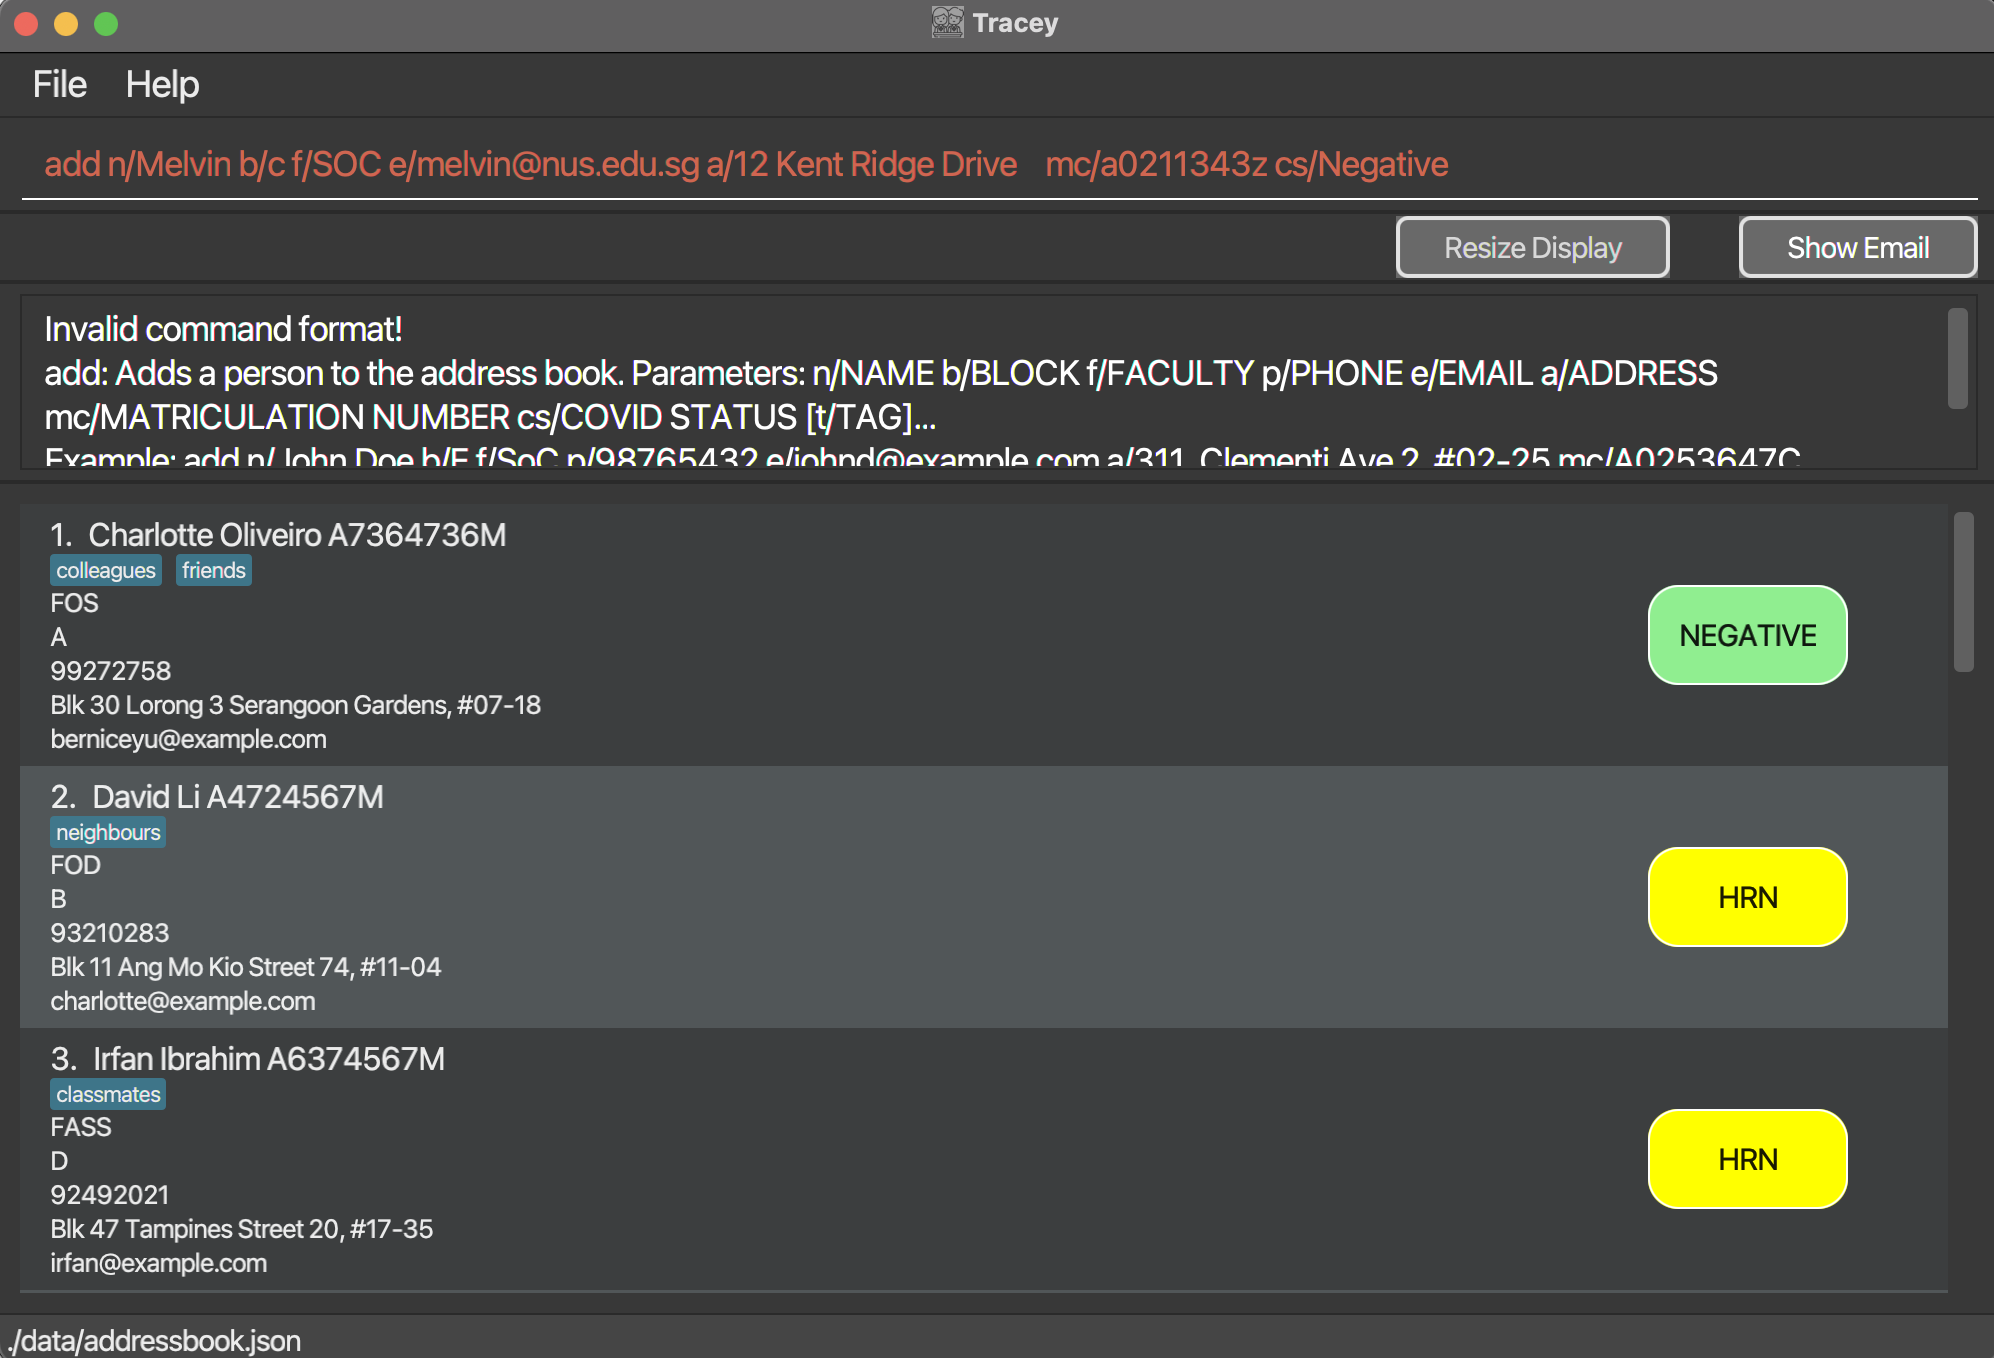 Tracey
File Help
add n/Melvin b/c f/SOC e/melvin@nus.edu.sg a/12 Kent Ridge Drive mc/a0211343z cs/Negative
Resize Display Show Email
Invalid command format!
add: Adds a person to the address book. Parameters: n/NAME b/BLOCK f/FACULTY p/PHONE e/EMAIL a/ADDRESS
mc/MATRICULATION NUMBER cs/COVID STATUS [t/TAG]...
Example: add n/John Doe b/E f/SoC p/98765432 e/johnd@example.com a/311, Clementi Ave 2, #02-25 mc/A0253647C
1. Charlotte Oliveiro A7364736M
colleagues friends
FOS
A
99272758
Blk 30 Lorong 3 Serangoon Gardens, #07-18
berniceyu@example.com
NEGATIVE
2. David Li A4724567M
neighbours
FOD
B
93210283
Blk 11 Ang Mo Kio Street 74, #11-04
charlotte@example.com
HRN
3. Irfan Ibrahim A6374567M
classmates
FASS
D
92492021
Blk 47 Tampines Street 20, #17-35
irfan@example.com
HRN
./data/addressbook.json